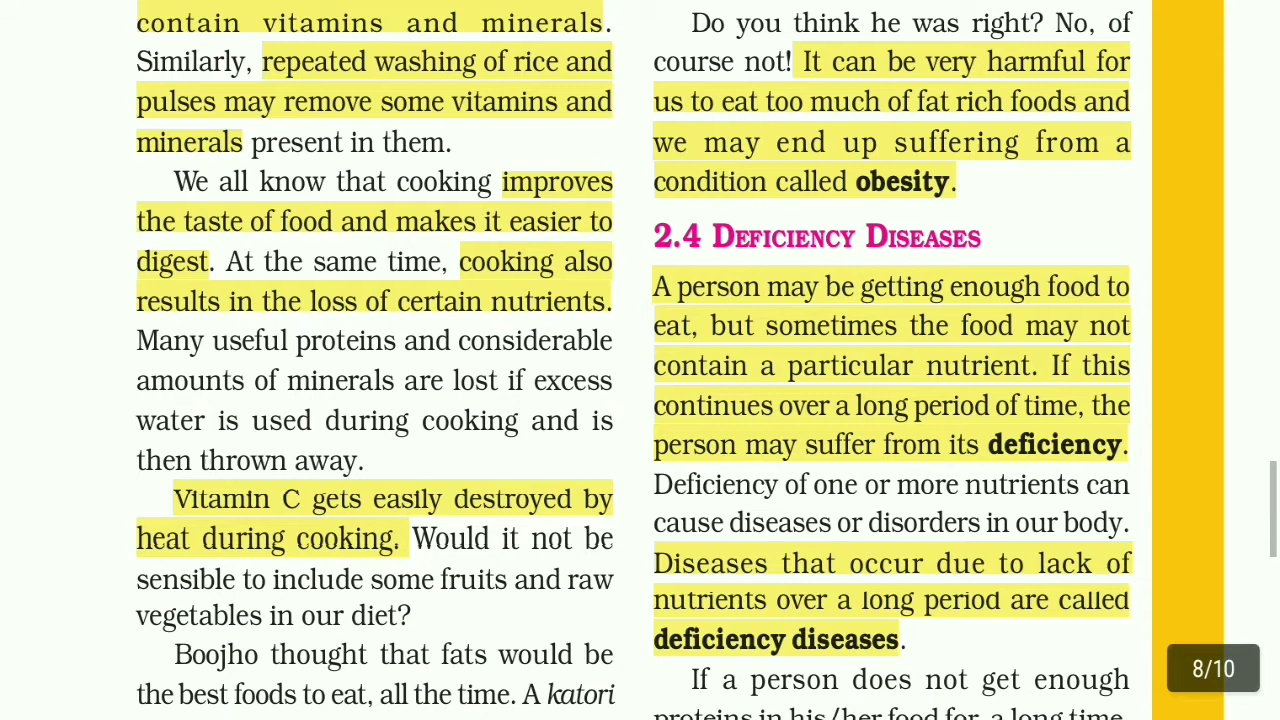 contain vitamins and minerals.
Similarly, repeated washing of rice and
pulses may remove some vitamins and
minerals present in them.
We all know that cooking improves
the taste of food and makes it easier to
digest. At the same time, cooking also
results in the loss of certain nutrients.
Many useful proteins and considerable
amounts of minerals are lost if excess
water is used during cooking and is
then thrown away.
Vitamin C gets easily destroyed by
heat during cooking. Would it not be
sensible to include some fruits and raw
vegetables in our diet?
Boojho thought that fats would be
the best foods to eat, all the time. A katori
Do you think he was right? No, of
course not! It can be very harmful for
us to eat too much of fat rich foods and
we may end up suffering from a
condition called obesity.
2.4 DEFICIENCY DISEASES
A person may be getting enough food to
eat, but sometimes the food may not
contain a particular nutrient. If this
continues over a long period of time, the
person may suffer from its deficiency.
Deficiency of one or more nutrients can
cause diseases or disorders in our body.
Diseases that occur due to lack of
nutrients over a long period are called
deficiency diseases.
If a person does not get enough
proteins in his/her food for a long time,
8/10